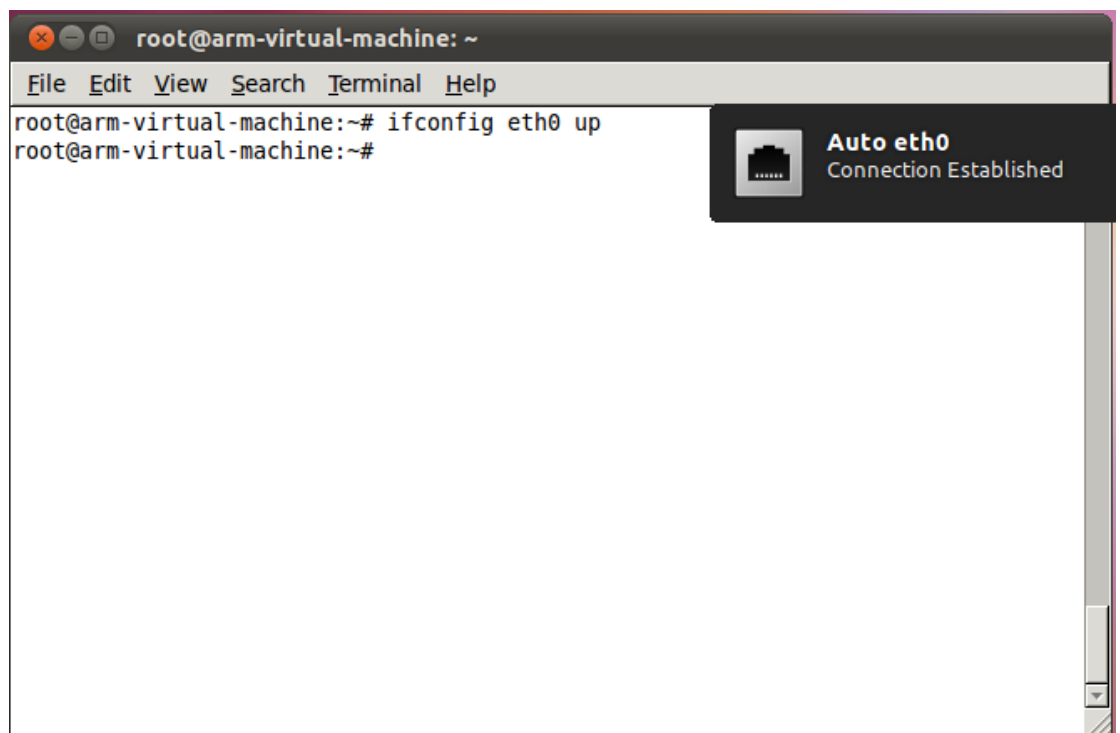 root@arm-virtual-machine: ~
File Edit View Search Terminal Help
root@arm-virtual-machine:~# ifconfig eth0 up
root@arm-virtual-machine:~#
Auto eth0
Connection Established